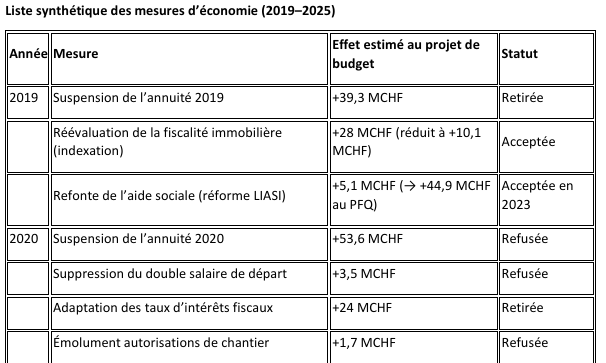 Liste synthétique des mesures d’économie (2019–2025)
Année Mesure Effet estimé au projet de budget Statut
2019 Suspension de l’annuité 2019 +39,3 MCHF Retirée
Réévaluation de la fiscalité immobilière (indexation) +28 MCHF (réduit à +10,1 MCHF) Acceptée
Refonte de l’aide sociale (réforme LIASI) +5,1 MCHF (→ +44,9 MCHF au PFQ) Acceptée en 2023
2020 Suspension de l’annuité 2020 +53,6 MCHF Refusée
Suppression du double salaire de départ +3,5 MCHF Refusée
Adaptation des taux d’intérêts fiscaux +24 MCHF Retirée
Émolument autorisations de chantier +1,7 MCHF Refusée